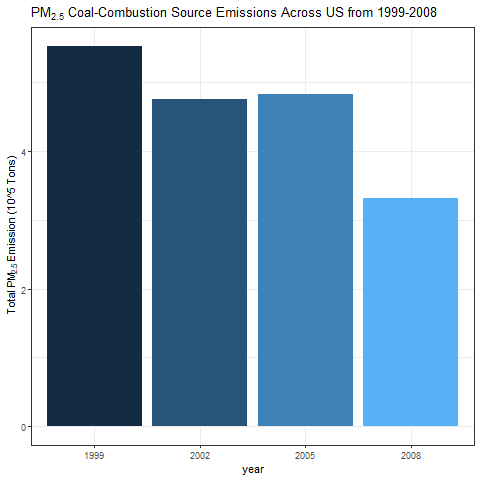 PM2.5 Coal-Combustion Source Emissions Across US from 1999-2008
Total PM2.5 Emission (10^5 Tons)
4
2
0
1999 2002 2005 2008
year